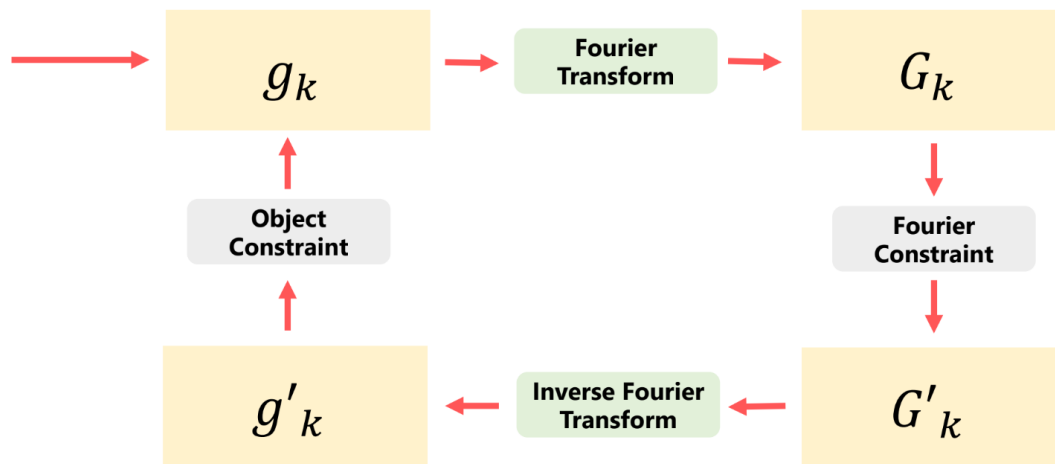 g_k
Fourier
Transform
G_k
Object
Constraint
Fourier
Constraint
g'_k
Inverse Fourier
Transform
G'_k